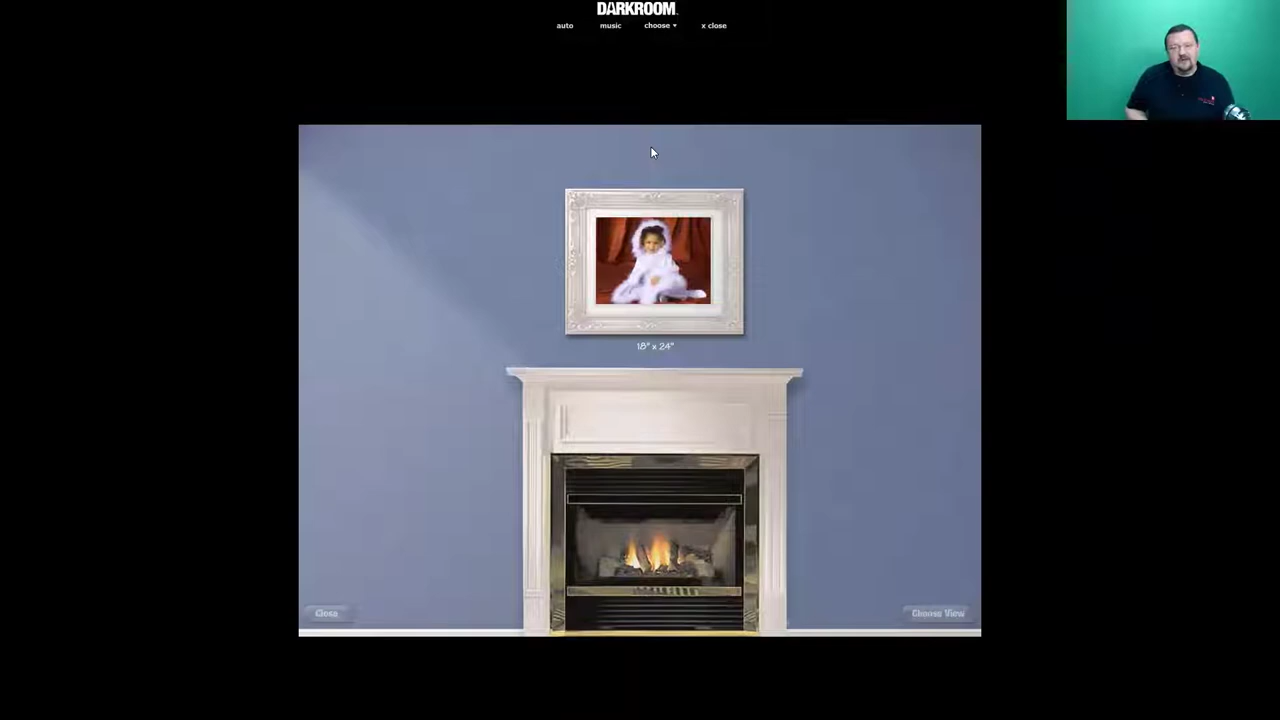 DARKROOM
auto music choose ▾ x close
18" x 24"
Close Choose View